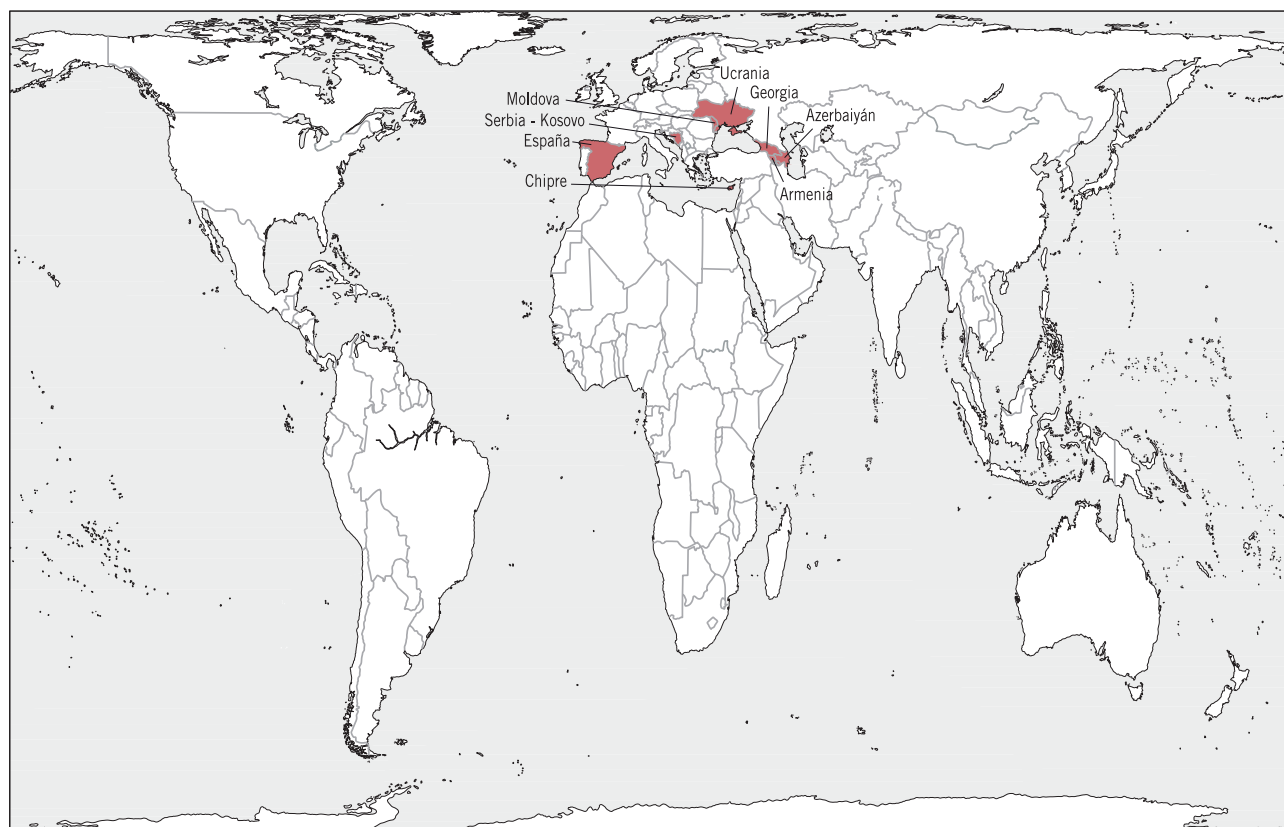 Ucrania
Georgia
Moldova
Azerbaiyán
Serbia - Kosovo
España
Chipre
Armenia